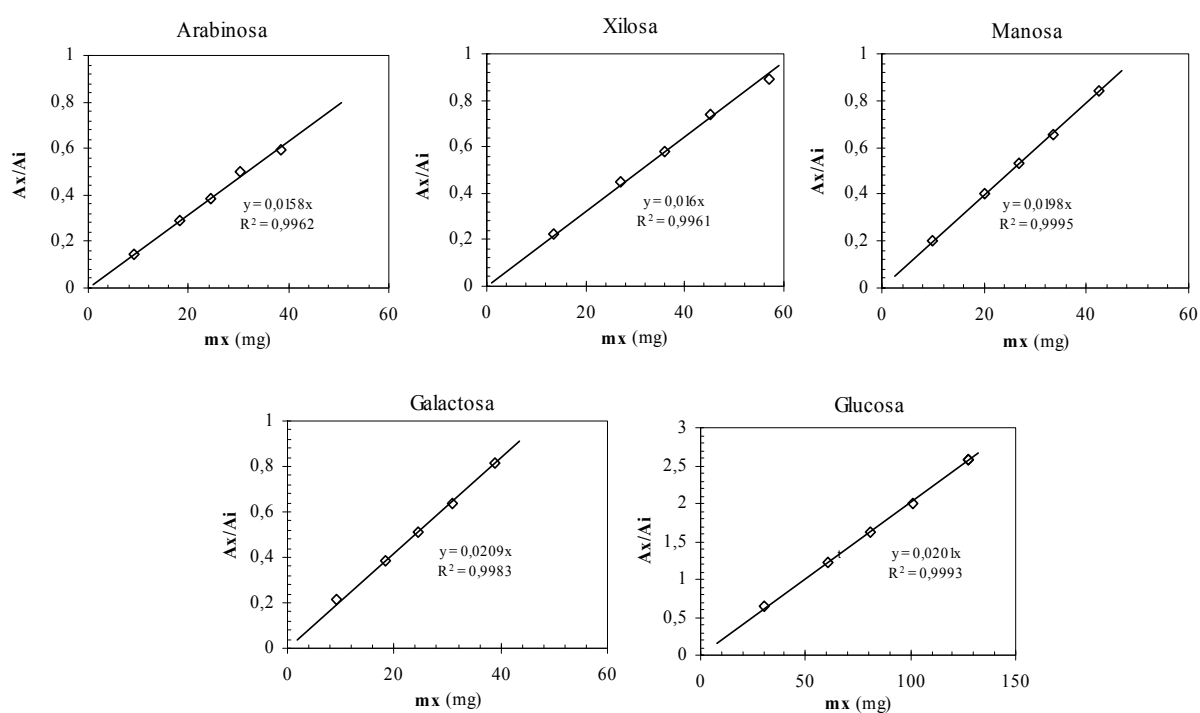 Arabinosa
1
0,8
0,6
0,4
0,2
0
Ax/Ai
y = 0,0158x
R² = 0,9962
0 20 40 60
mx (mg)
Xilosa
1
0,8
0,6
0,4
0,2
0
Ax/Ai
y = 0,016x
R² = 0,9961
0 20 40 60
mx (mg)
Manosa
1
0,8
0,6
0,4
0,2
0
Ax/Ai
y = 0,0198x
R² = 0,9995
0 20 40 60
mx (mg)
Galactosa
1
0,8
0,6
0,4
0,2
0
Ax/Ai
y = 0,0209x
R² = 0,9983
0 20 40 60
mx (mg)
Glucosa
3
2,5
2
1,5
1
0,5
0
Ax/Ai
y = 0,0201x
R² = 0,9993
0 50 100 150
mx (mg)